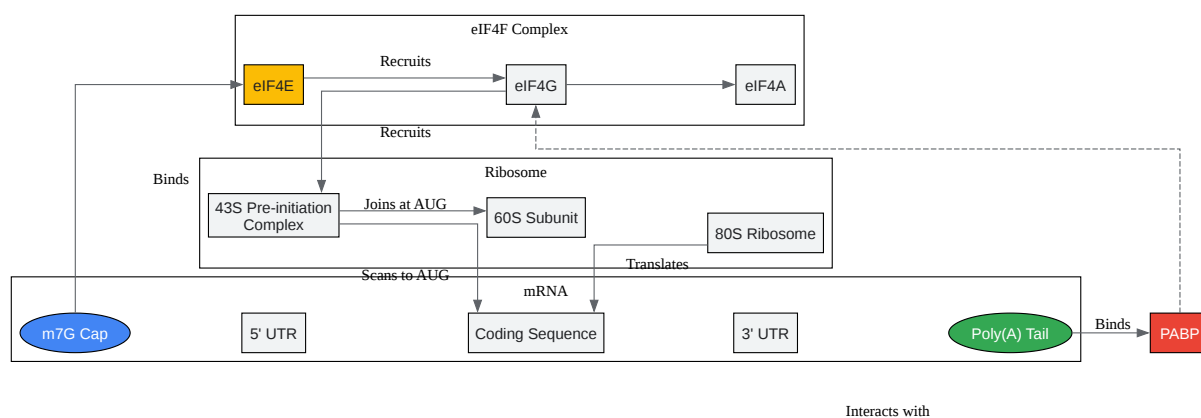 eIF4F Complex
Recruits
eIF4E
eIF4G
eIF4A
Recruits
Binds
Ribosome
43S Pre-initiation
Complex
Joins at AUG
60S Subunit
80S Ribosome
Scans to AUG
Translates
mRNA
m7G Cap
5' UTR
Coding Sequence
3' UTR
Poly(A) Tail
Binds
PABP
Interacts with